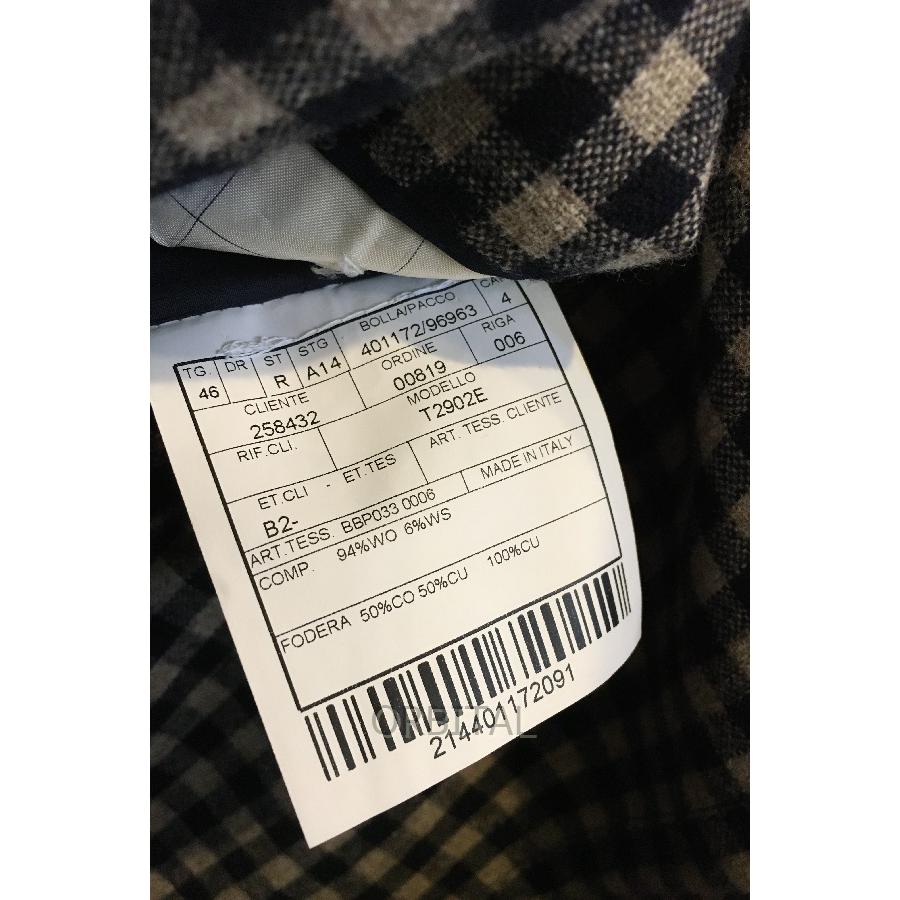 TG. DR ST STG BOLLA/PACCO
46 R A14 401172/96963 4
CLIENTE ORDINE RIGA
258432 00819 006
RIF.CLI. MODELLO
T2902E
ET.CLI - ET.TES ART. TESS. CLIENTE
B2-
ART.TESS. BBP033 0006 MADE IN ITALY
COMP. 94%WO 6%WS
FODERA 50%CO 50%CU 100%CU
214401172091
ORBITAL